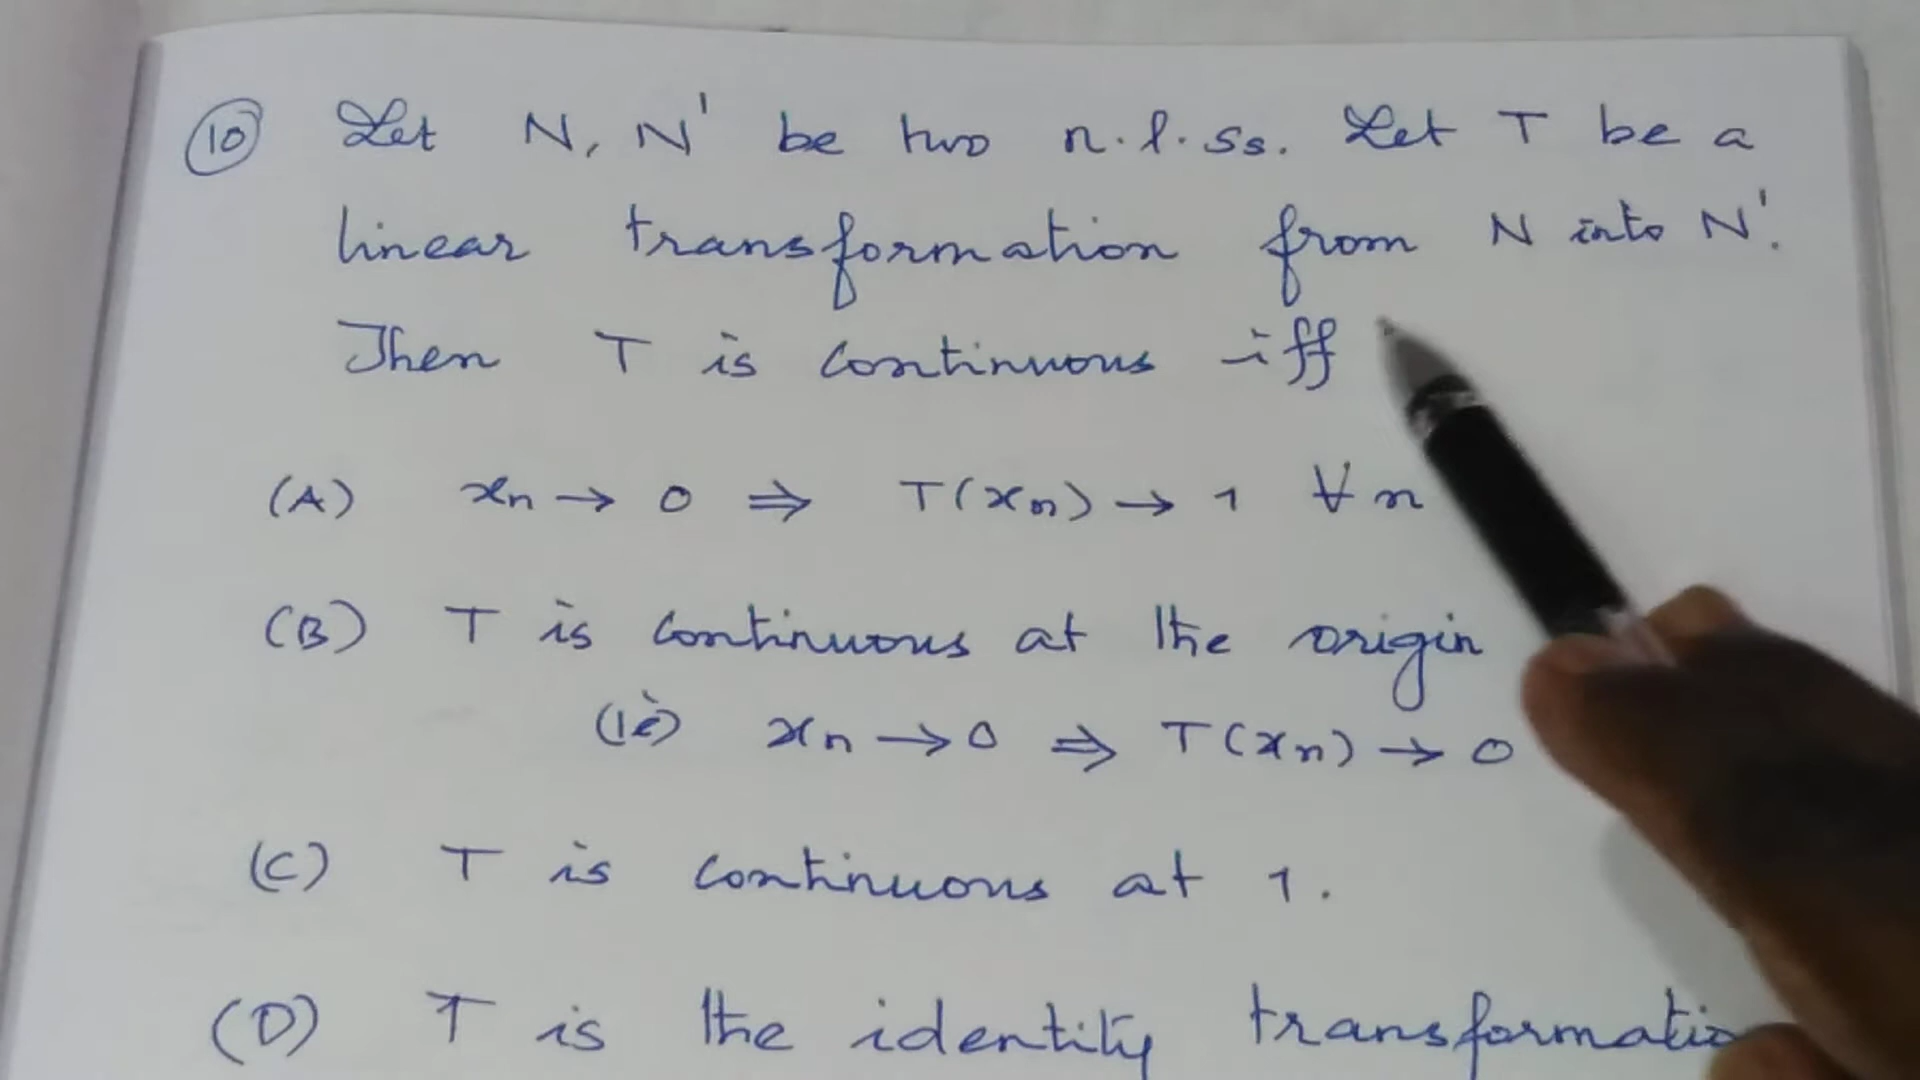 (10) Let N, N' be two n.l.ss. Let T be a
linear transformation from N into N'.
Then T is continuous iff
(A) xn → 0 ⇒ T(xn) → 1 ∀ n
(B) T is continuous at the origin
(ie) xn → 0 ⇒ T(xn) → 0
(C) T is continuous at 1.
(D) T is the identity transformatio